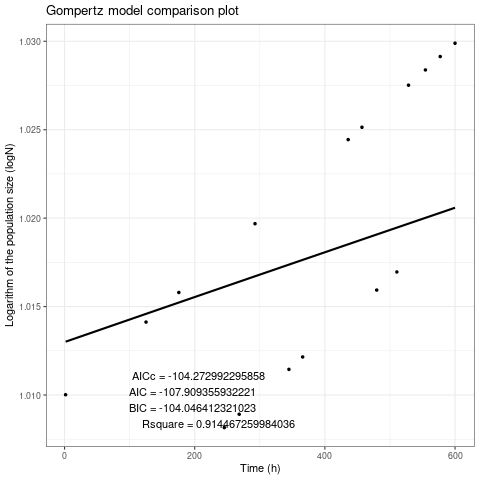 Gompertz model comparison plot
1.030
1.025
1.020
1.015
1.010
Logarithm of the population size (logN)
AICc = -104.272992295858
AIC = -107.909355932221
BIC = -104.046412321023
Rsquare = 0.914467259984036
0
200
400
600
Time (h)